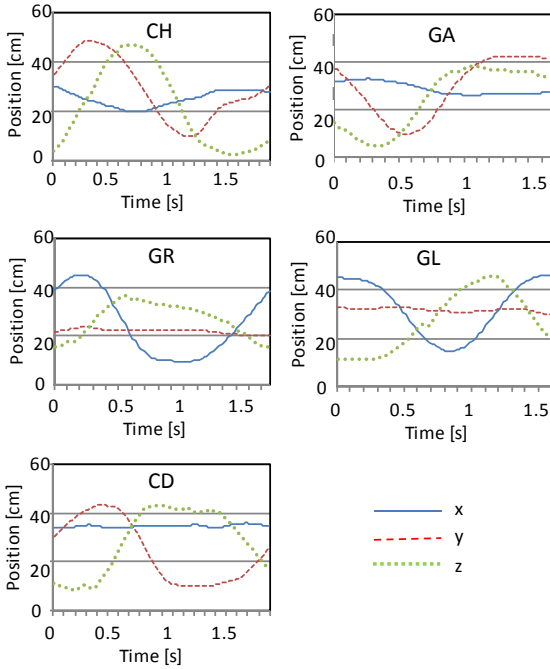 60
CH
40
20
0
Position [cm]
0 0.5 1 1.5
Time [s]
60
GA
40
20
0
Position [cm]
0 0.5 1 1.5
Time [s]
60
GR
40
20
0
Position [cm]
0 0.5 1 1.5
Time [s]
60
GL
40
20
0
Position [cm]
0 0.5 1 1.5
Time [s]
60
CD
40
20
0
Position [cm]
0 0.5 1 1.5
Time [s]
x
y
z